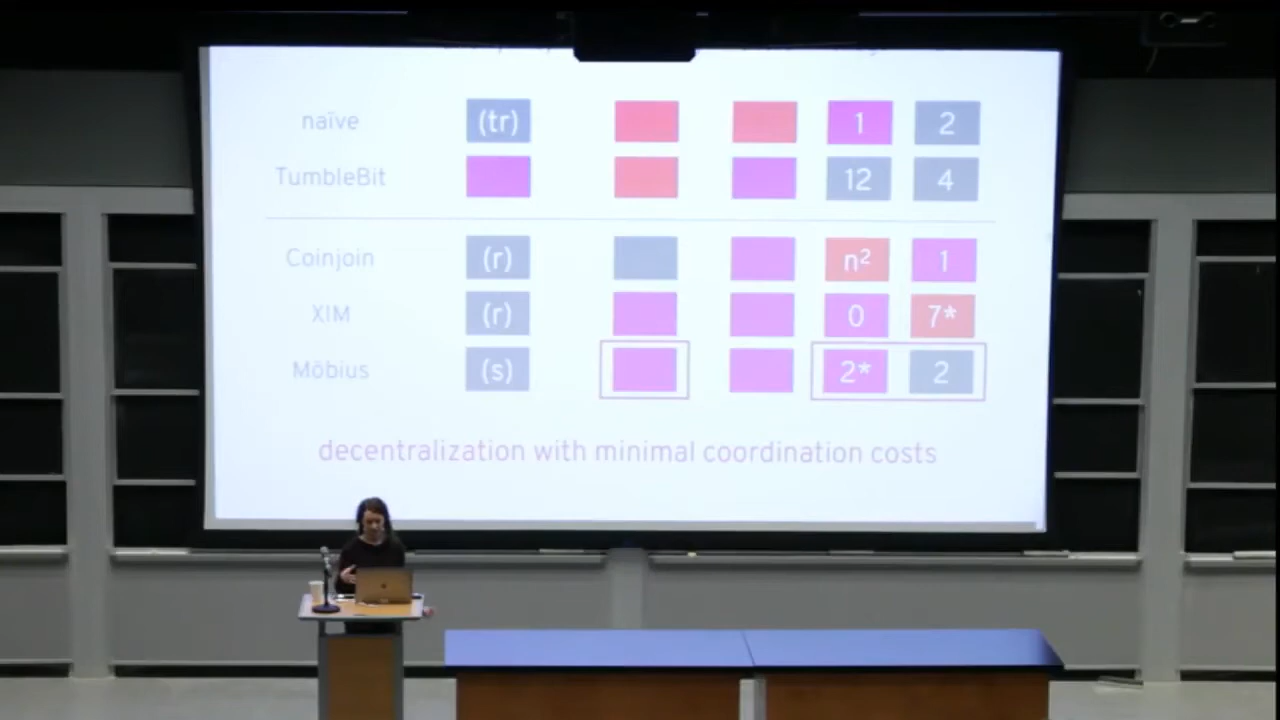 naïve (tr) 1 2
TumbleBit 12 4
Coinjoin (r) n² 1
XIM (r) 0 7*
Möbius (s) 2* 2
decentralization with minimal coordination costs